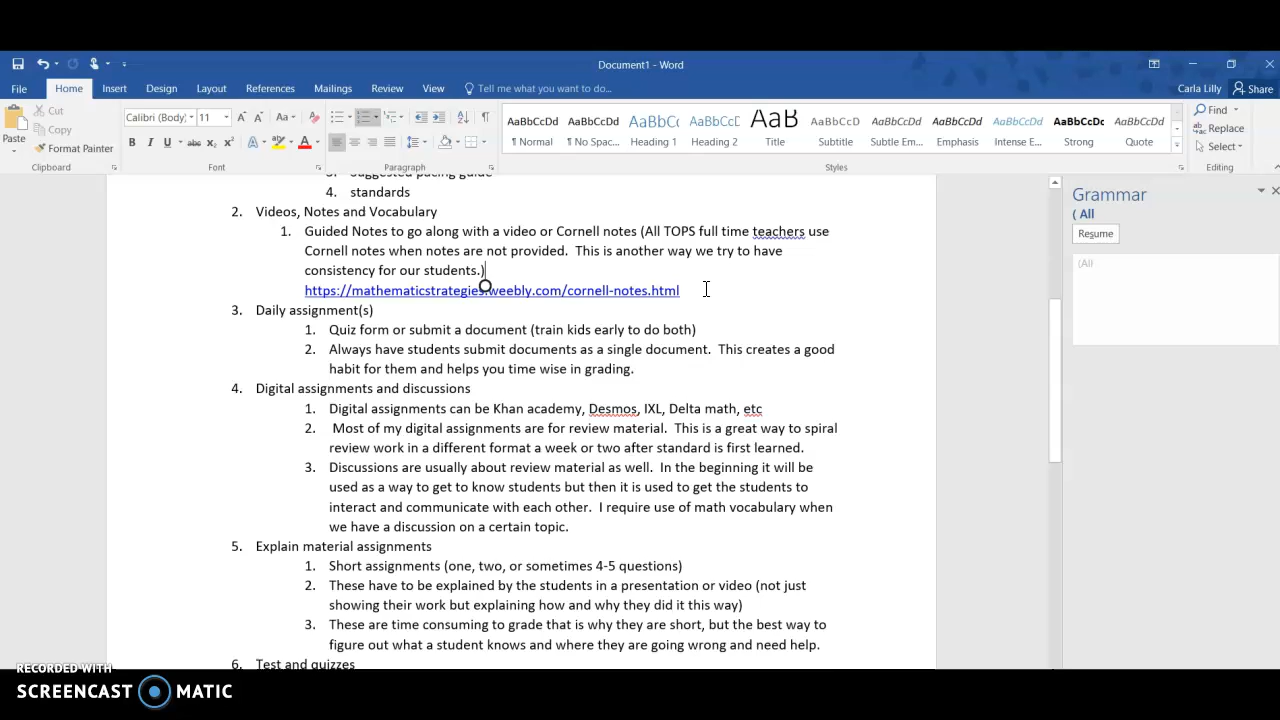 Document1 - Word
Carla Lilly
Share
File Home Insert Design Layout References Mailings Review View Tell me what you want to do...
Cut
Copy
Format Painter
Paste
Clipboard
Calibri (Body) 11
Font
Paragraph
AaBbCcDd AaBbCcDd AaBbC( AaBbCcE AaB AaBbCcD AaBbCcDd AaBbCcDd AaBbCcDd AaBbCcDc AaBbCcDd
¶ Normal ¶ No Spac... Heading 1 Heading 2 Title Subtitle Subtle Em... Emphasis Intense E... Strong Quote
Styles
Find
Replace
Select
Editing
3. Suggested pacing guide
4. standards
2. Videos, Notes and Vocabulary
1. Guided Notes to go along with a video or Cornell notes (All TOPS full time teachers use
Cornell notes when notes are not provided. This is another way we try to have
consistency for our students.)
https://mathematicstrategies.weebly.com/cornell-notes.html
3. Daily assignment(s)
1. Quiz form or submit a document (train kids early to do both)
2. Always have students submit documents as a single document. This creates a good
habit for them and helps you time wise in grading.
4. Digital assignments and discussions
1. Digital assignments can be Khan academy, Desmos, IXL, Delta math, etc
2. Most of my digital assignments are for review material. This is a great way to spiral
review work in a different format a week or two after standard is first learned.
3. Discussions are usually about review material as well. In the beginning it will be
used as a way to get to know students but then it is used to get the students to
interact and communicate with each other. I require use of math vocabulary when
we have a discussion on a certain topic.
5. Explain material assignments
1. Short assignments (one, two, or sometimes 4-5 questions)
2. These have to be explained by the students in a presentation or video (not just
showing their work but explaining how and why they did it this way)
3. These are time consuming to grade that is why they are short, but the best way to
figure out what a student knows and where they are going wrong and need help.
6. Test and quizzes
Grammar
( All
Resume
(All
RECORDED WITH
SCREENCAST MATIC